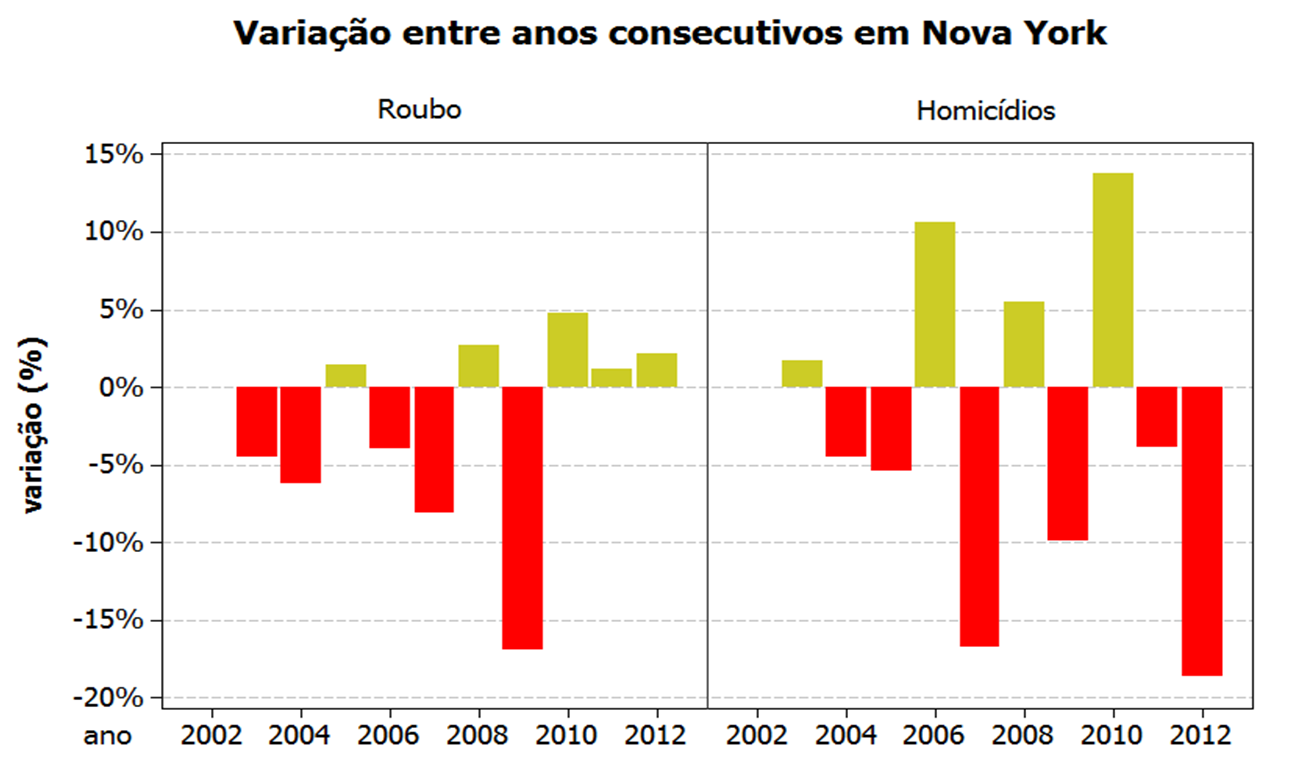 Variação entre anos consecutivos em Nova York
Roubo Homicídios
15%
10%
5%
0%
-5%
-10%
-15%
-20%
variação (%)
ano 2002 2004 2006 2008 2010 2012 2002 2004 2006 2008 2010 2012